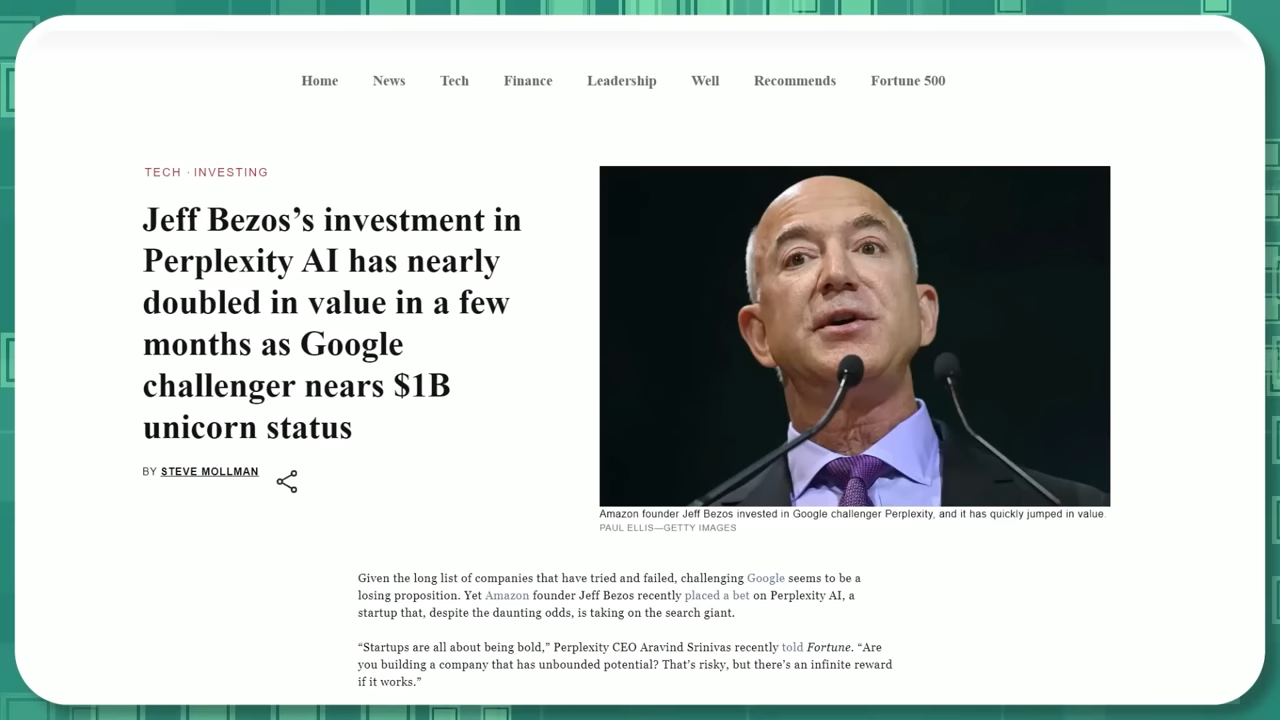 Home News Tech Finance Leadership Well Recommends Fortune 500
TECH · INVESTING
Jeff Bezos’s investment in
Perplexity AI has nearly
doubled in value in a few
months as Google
challenger nears $1B
unicorn status
BY STEVE MOLLMAN
Amazon founder Jeff Bezos invested in Google challenger Perplexity, and it has quickly jumped in value.
PAUL ELLIS—GETTY IMAGES
Given the long list of companies that have tried and failed, challenging Google seems to be a
losing proposition. Yet Amazon founder Jeff Bezos recently placed a bet on Perplexity AI, a
startup that, despite the daunting odds, is taking on the search giant.
“Startups are all about being bold,” Perplexity CEO Aravind Srinivas recently told Fortune. “Are
you building a company that has unbounded potential? That’s risky, but there’s an infinite reward
if it works.”